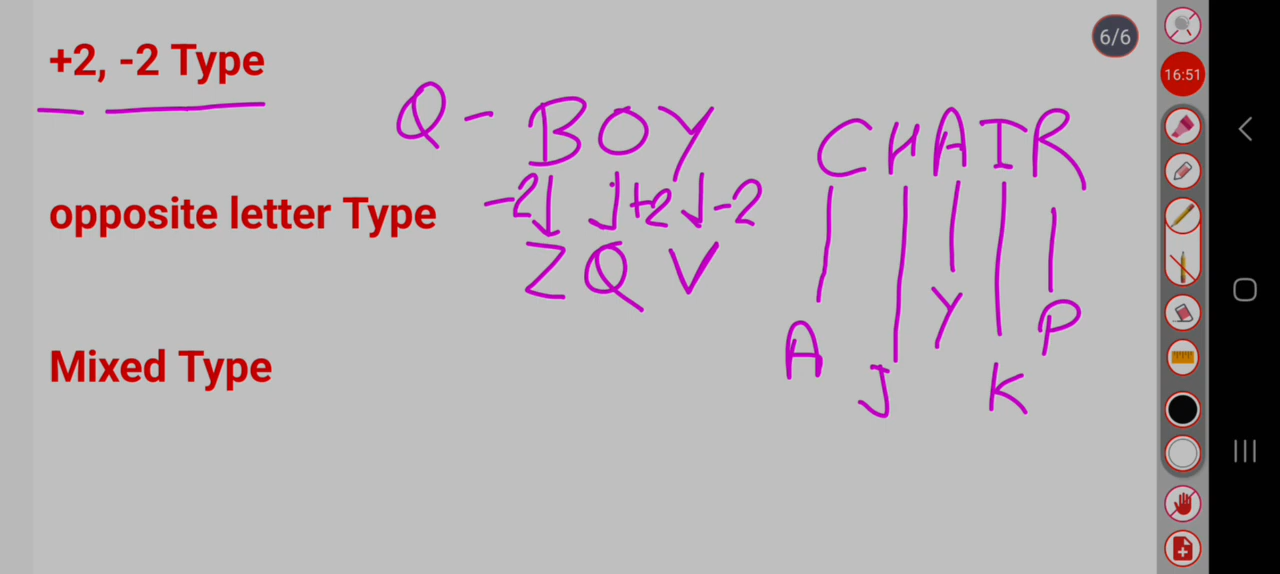 6/6
+2, -2 Type
16:51
Q - BOY
CHAIR
-2 +2 -2
opposite letter Type
ZQV
A J Y K P
Mixed Type